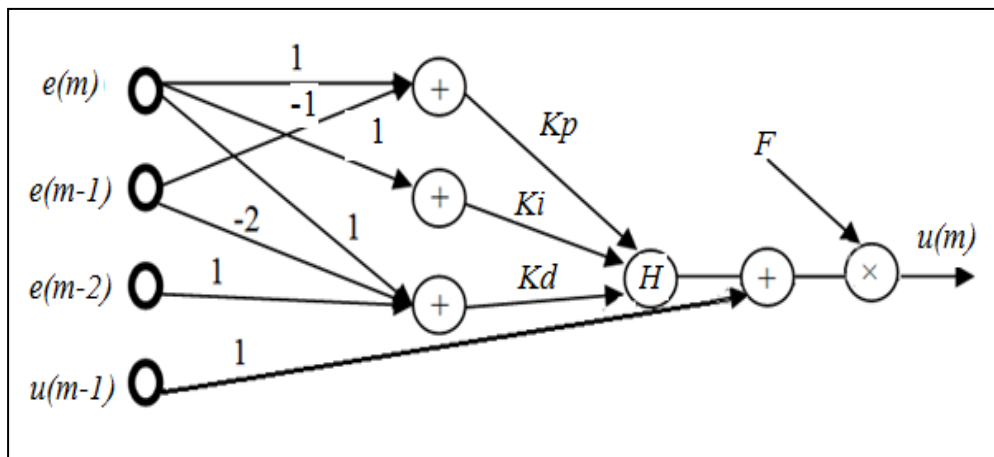 1
e(m)
+
-1
Kp
1
F
e(m-1)
+
Ki
-2
1
u(m)
e(m-2)
1
+
Kd
H
+
×
1
u(m-1)